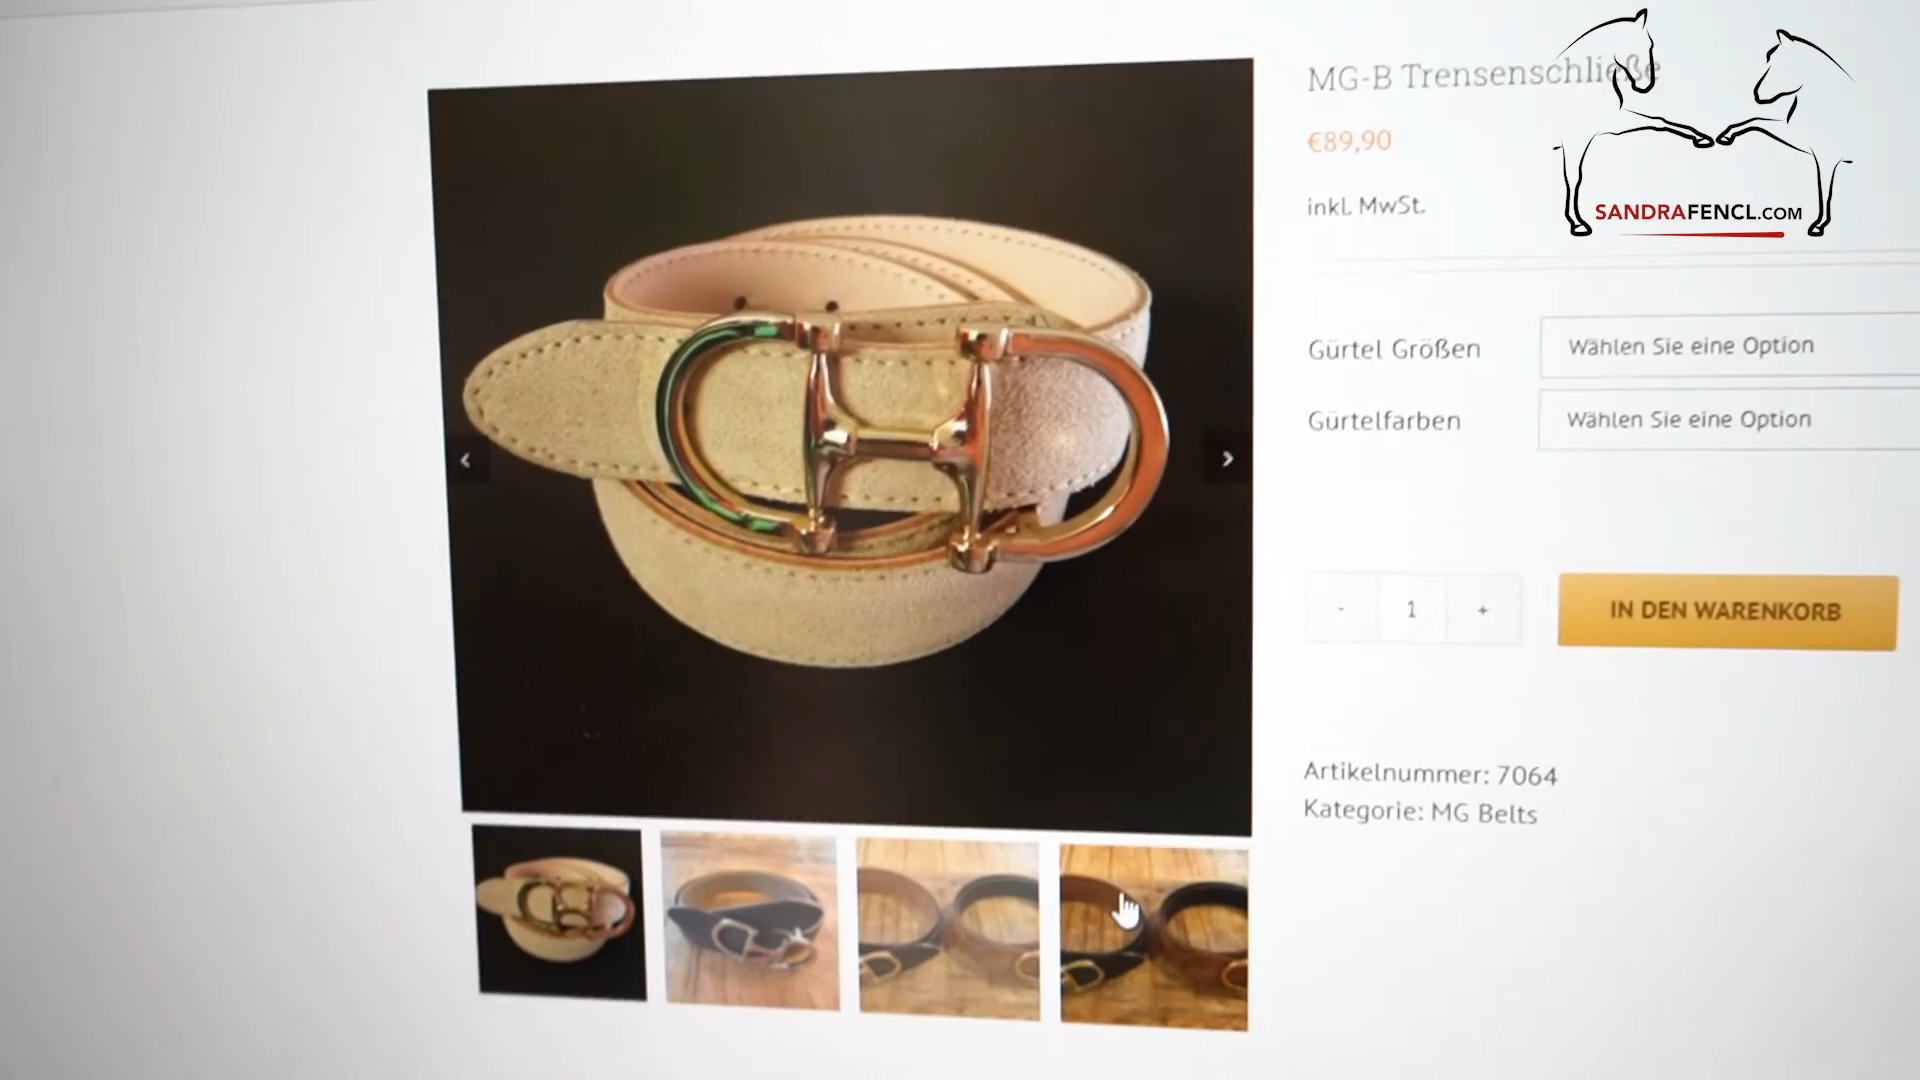 MG-B Trensenschließe
€89,90
inkl. MwSt.
SANDRAFENCL.COM
Gürtel Größen
Wählen Sie eine Option
Gürtelfarben
Wählen Sie eine Option
- 1 +
IN DEN WARENKORB
Artikelnummer: 7064
Kategorie: MG Belts